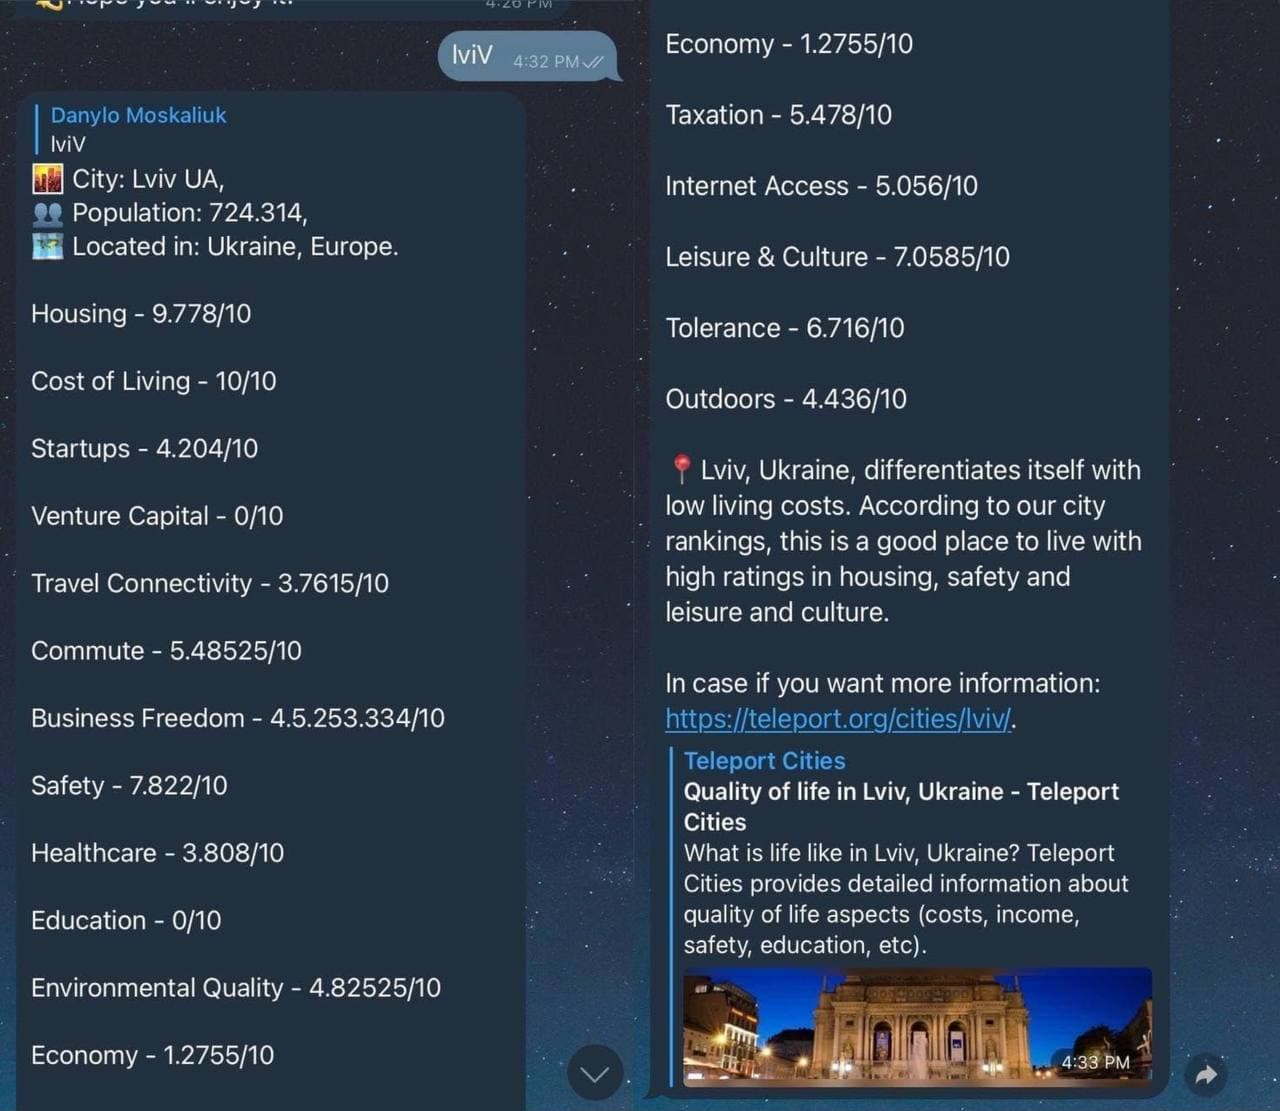 4:26 PM
lviV 4:32 PM
Danylo Moskaliuk
lviV
City: Lviv UA,
Population: 724.314,
Located in: Ukraine, Europe.
Housing - 9.778/10
Cost of Living - 10/10
Startups - 4.204/10
Venture Capital - 0/10
Travel Connectivity - 3.7615/10
Commute - 5.48525/10
Business Freedom - 4.5.253.334/10
Safety - 7.822/10
Healthcare - 3.808/10
Education - 0/10
Environmental Quality - 4.82525/10
Economy - 1.2755/10
Economy - 1.2755/10
Taxation - 5.478/10
Internet Access - 5.056/10
Leisure & Culture - 7.0585/10
Tolerance - 6.716/10
Outdoors - 4.436/10
Lviv, Ukraine, differentiates itself with
low living costs. According to our city
rankings, this is a good place to live with
high ratings in housing, safety and
leisure and culture.
In case if you want more information:
https://teleport.org/cities/lviv/.
Teleport Cities
Quality of life in Lviv, Ukraine - Teleport
Cities
What is life like in Lviv, Ukraine? Teleport
Cities provides detailed information about
quality of life aspects (costs, income,
safety, education, etc).
4:33 PM